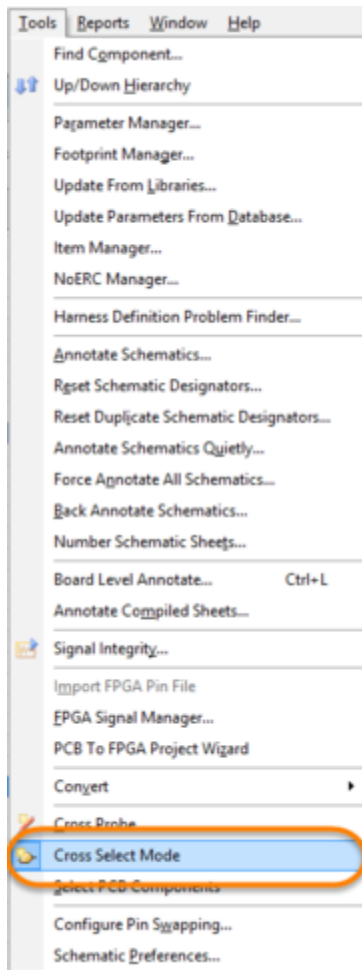 Tools Reports Window Help
Find Component...
Up/Down Hierarchy
Parameter Manager...
Footprint Manager...
Update From Libraries...
Update Parameters From Database...
Item Manager...
NoERC Manager...
Harness Definition Problem Finder...
Annotate Schematics...
Reset Schematic Designators...
Reset Duplicate Schematic Designators...
Annotate Schematics Quietly...
Force Annotate All Schematics...
Back Annotate Schematics...
Number Schematic Sheets...
Board Level Annotate... Ctrl+L
Annotate Compiled Sheets...
Signal Integrity...
Import FPGA Pin File
FPGA Signal Manager...
PCB To FPGA Project Wizard
Convert
Cross Probe
Cross Select Mode
Select PCB Components
Configure Pin Swapping...
Schematic Preferences...